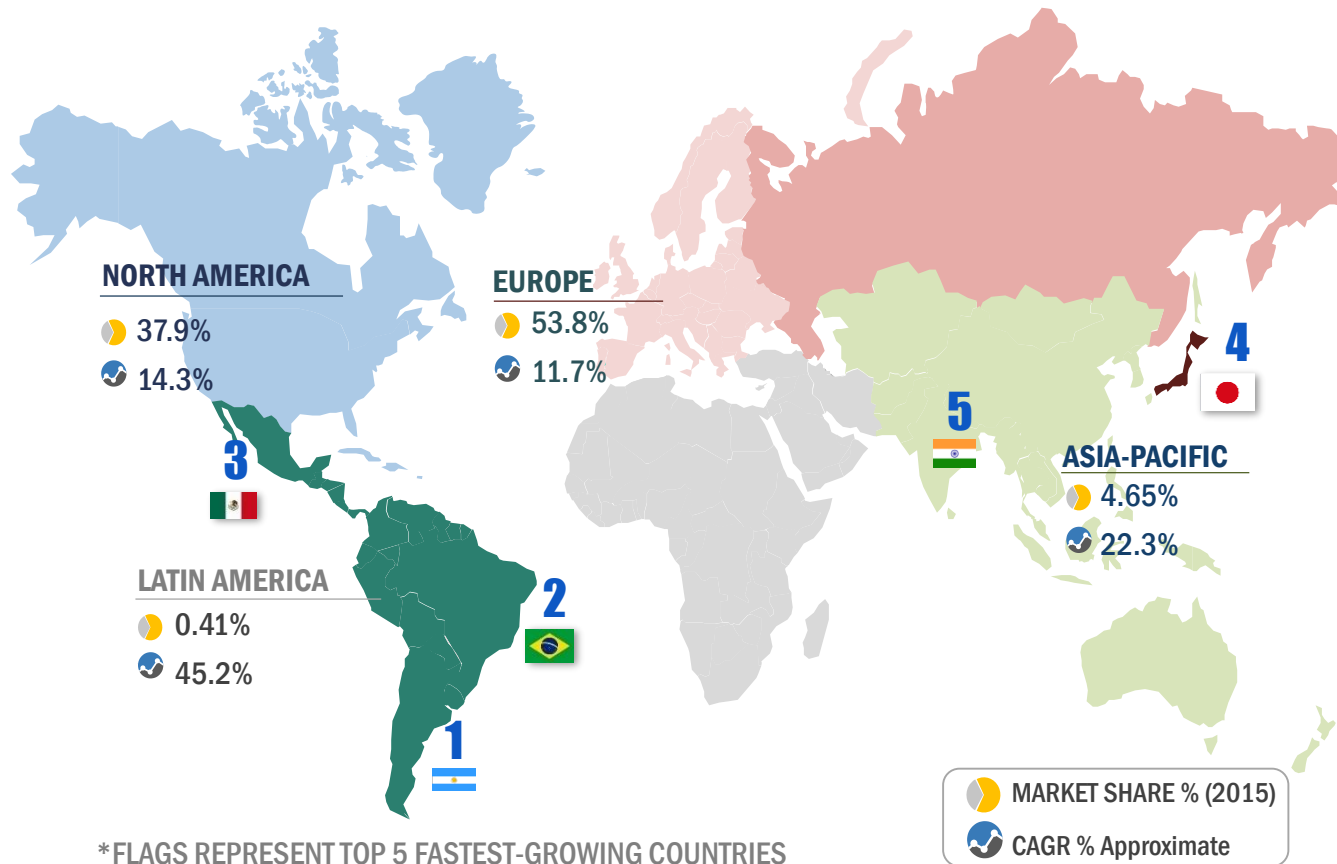 NORTH AMERICA
37.9%
14.3%
EUROPE
53.8%
11.7%
4
5
3
ASIA-PACIFIC
4.65%
22.3%
LATIN AMERICA
0.41%
45.2%
2
1
MARKET SHARE % (2015)
CAGR % Approximate
*FLAGS REPRESENT TOP 5 FASTEST-GROWING COUNTRIES